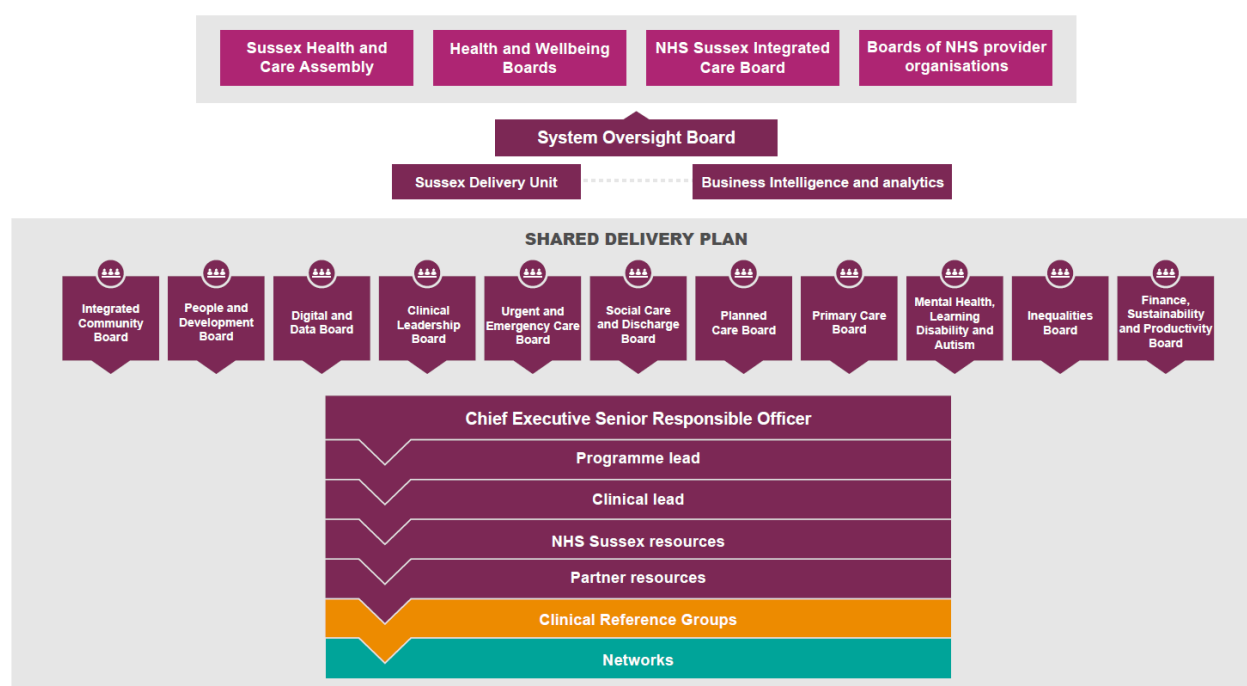 Sussex Health and
Care Assembly
Health and Wellbeing
Boards
NHS Sussex Integrated
Care Board
Boards of NHS provider
organisations
System Oversight Board
Sussex Delivery Unit
Business Intelligence and analytics
SHARED DELIVERY PLAN
Integrated
Community
Board
People and
Development
Board
Digital and
Data Board
Clinical
Leadership
Board
Urgent and
Emergency Care
Board
Social Care
and Discharge
Board
Planned
Care Board
Primary Care
Board
Mental Health,
Learning
Disability and
Autism
Inequalities
Board
Finance,
Sustainability
and Productivity
Board
Chief Executive Senior Responsible Officer
Programme lead
Clinical lead
NHS Sussex resources
Partner resources
Clinical Reference Groups
Networks